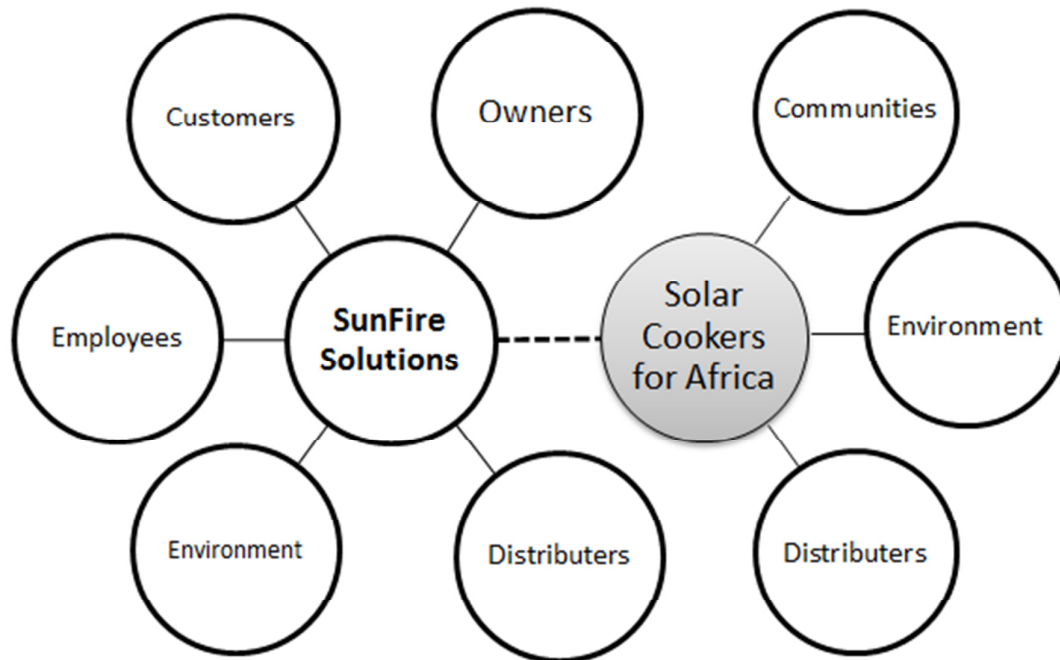 Customers
Owners
Communities
Employees
SunFire
Solutions
Solar
Cookers
for Africa
Environment
Environment
Distributers
Distributers